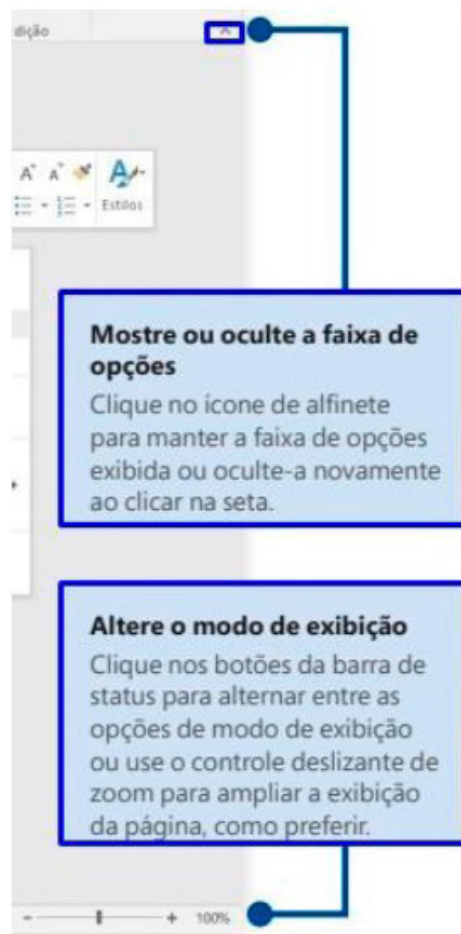 dição
A A
Estilos
Mostre ou oculte a faixa de
opções
Clique no ícone de alfinete
para manter a faixa de opções
exibida ou oculte-a novamente
ao clicar na seta.
Altere o modo de exibição
Clique nos botões da barra de
status para alternar entre as
opções de modo de exibição
ou use o controle deslizante de
zoom para ampliar a exibição
da página, como preferir.
- + 100%